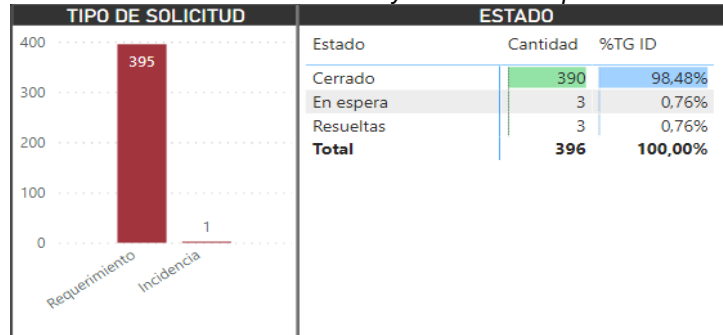 TIPO DE SOLICITUD
400
300
200
100
0
395
1
Requerimiento
Incidencia
ESTADO
Estado Cantidad %TG ID
Cerrado 390 98,48%
En espera 3 0,76%
Resueltas 3 0,76%
Total 396 100,00%